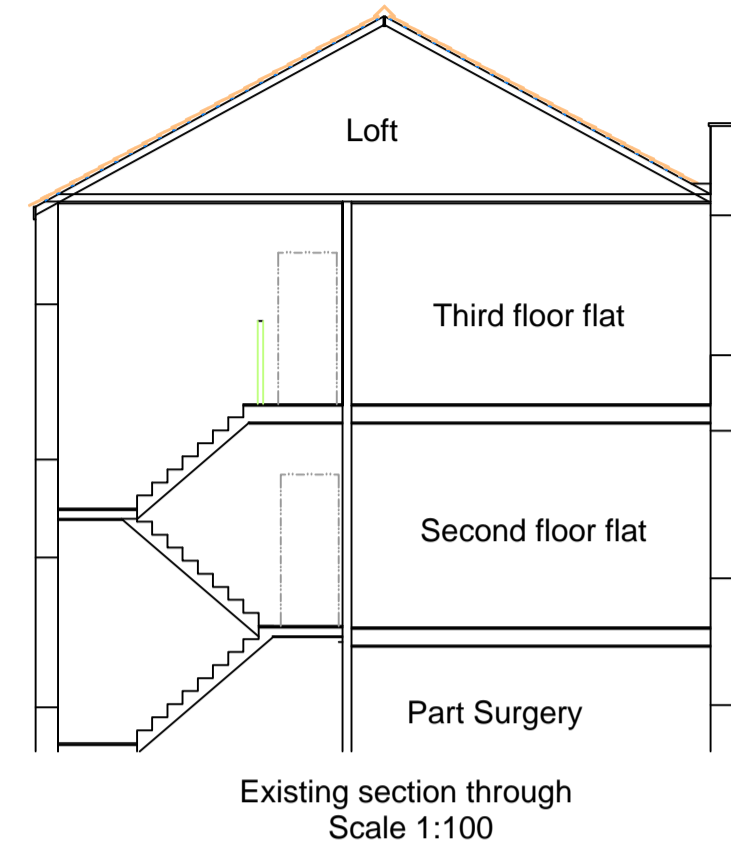 Loft
Third floor flat
Second floor flat
Part Surgery
Existing section through
Scale 1:100